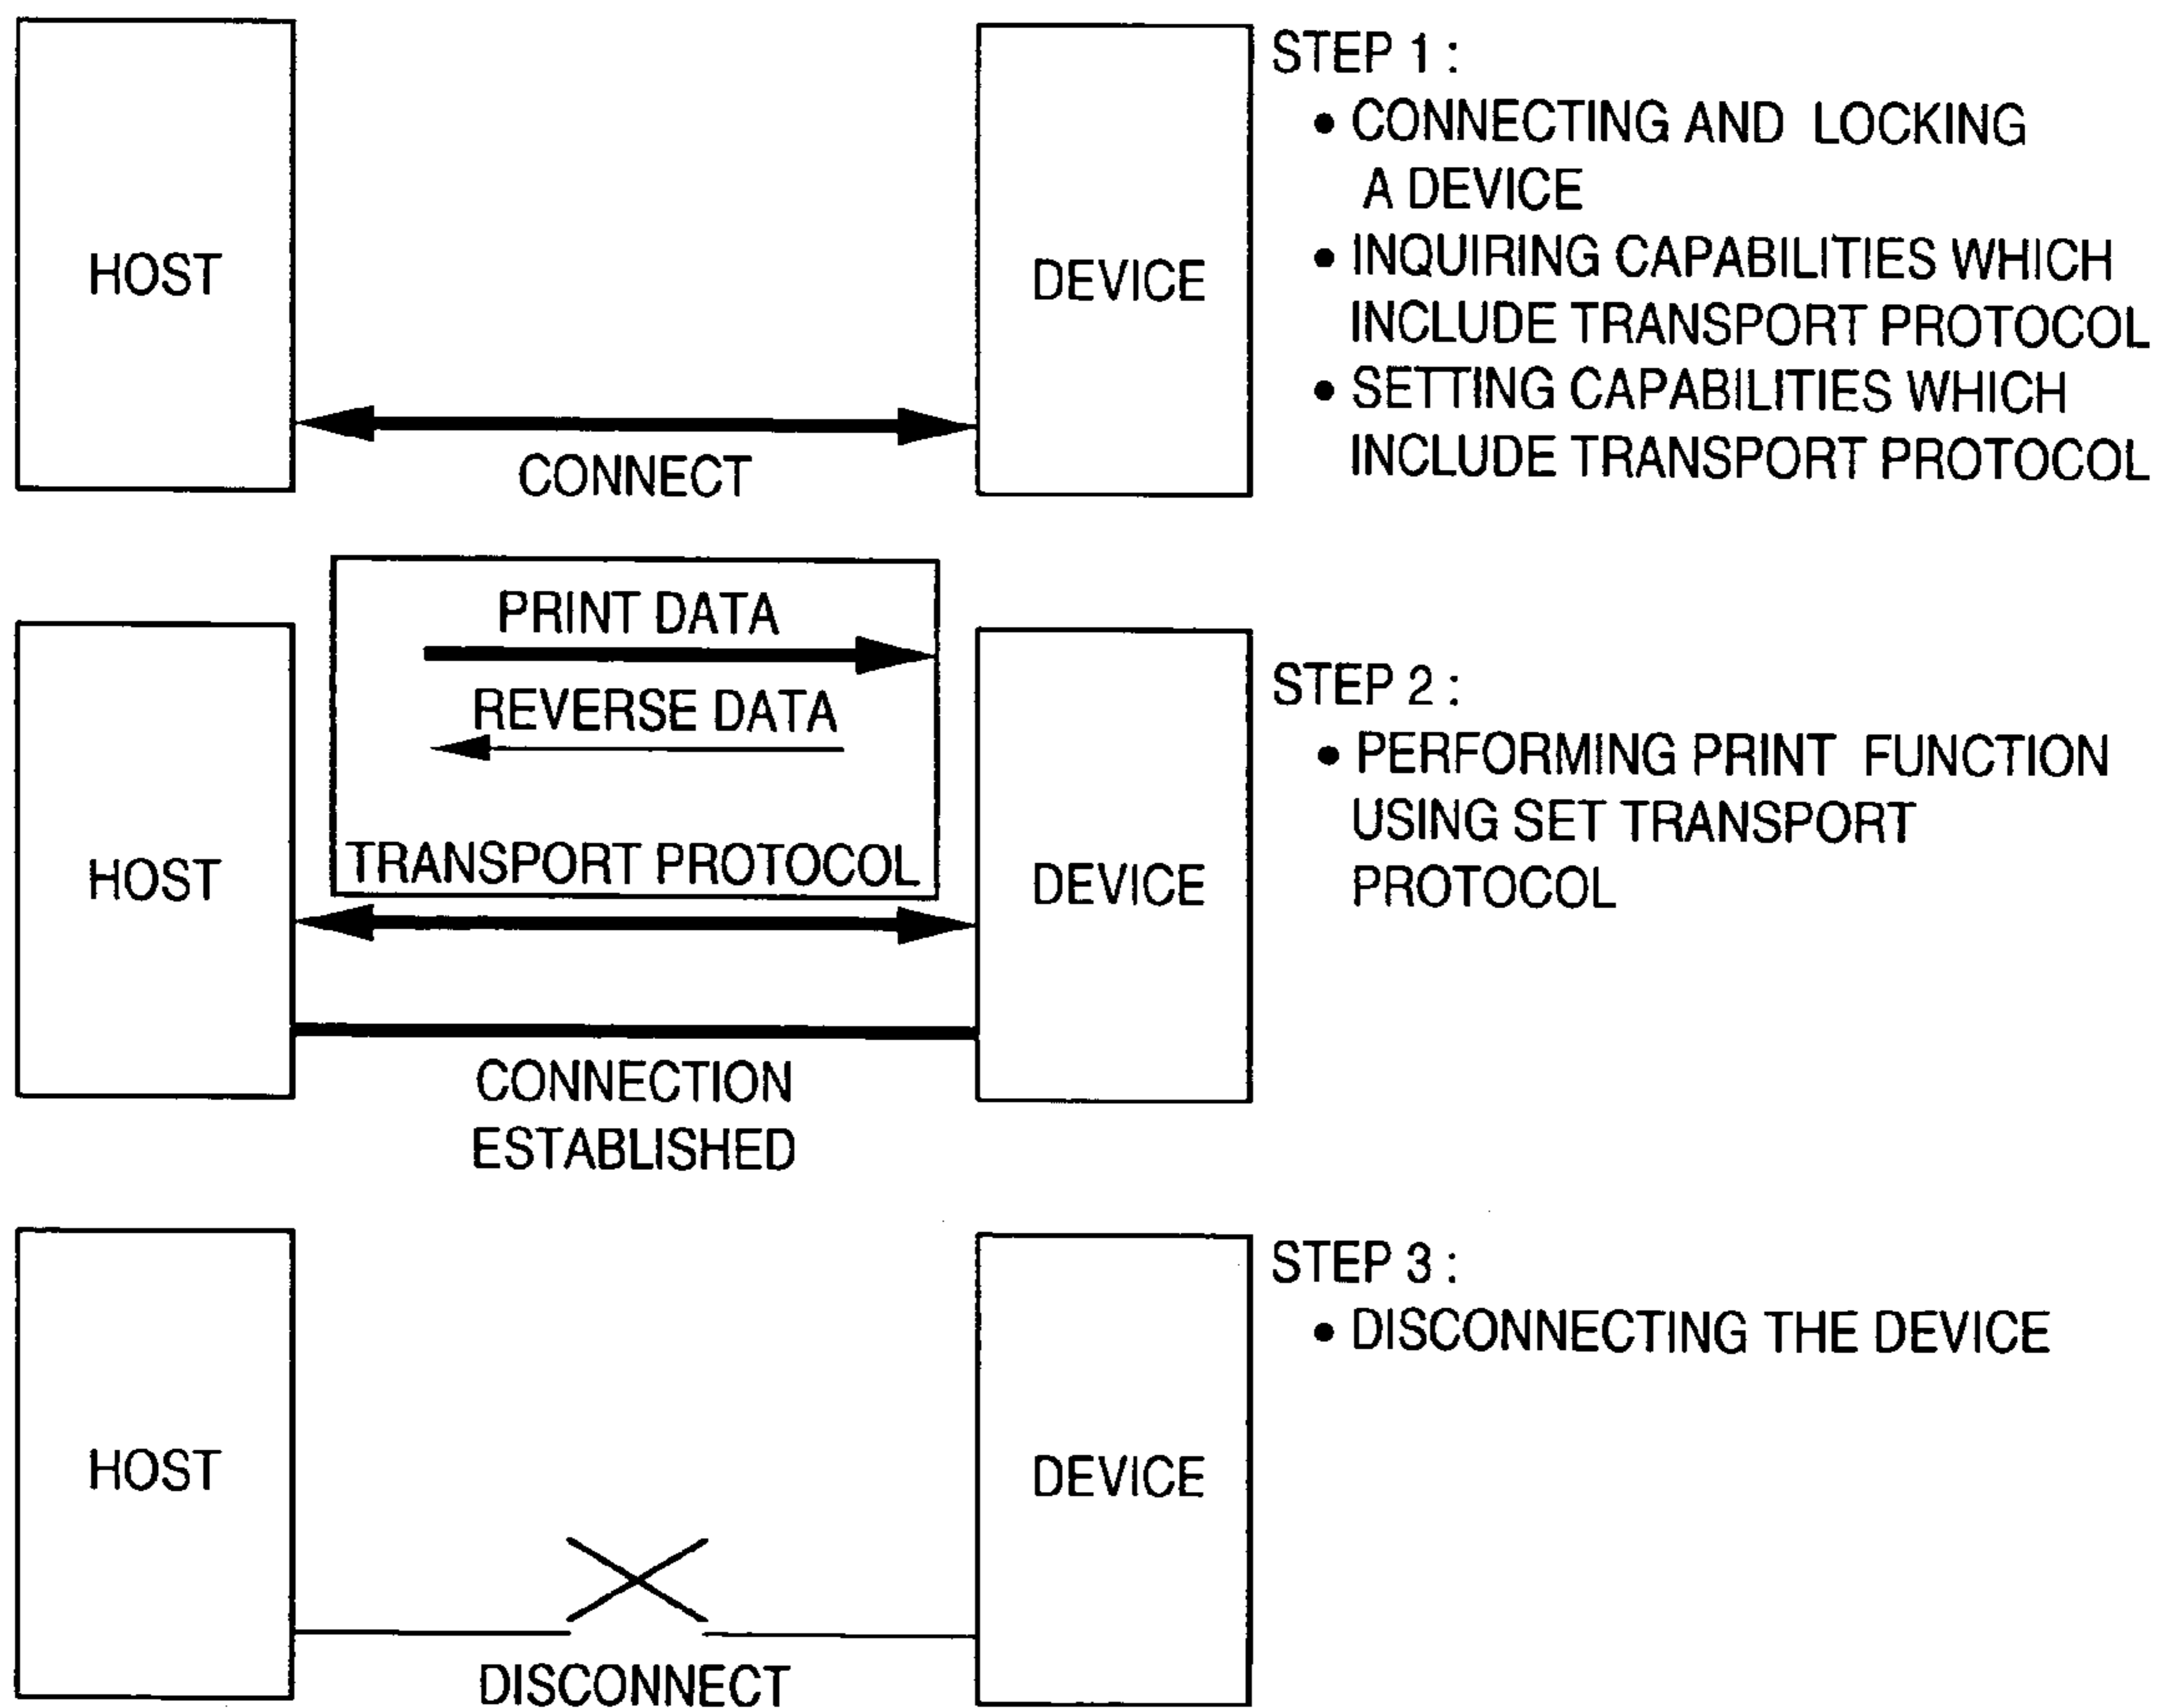 HOST
CONNECT
DEVICE
STEP 1 :
• CONNECTING AND LOCKING
A DEVICE
• INQUIRING CAPABILITIES WHICH
INCLUDE TRANSPORT PROTOCOL
• SETTING CAPABILITIES WHICH
INCLUDE TRANSPORT PROTOCOL
HOST
PRINT DATA
REVERSE DATA
TRANSPORT PROTOCOL
CONNECTION
ESTABLISHED
DEVICE
STEP 2 :
• PERFORMING PRINT FUNCTION
USING SET TRANSPORT
PROTOCOL
HOST
DISCONNECT
DEVICE
STEP 3 :
• DISCONNECTING THE DEVICE